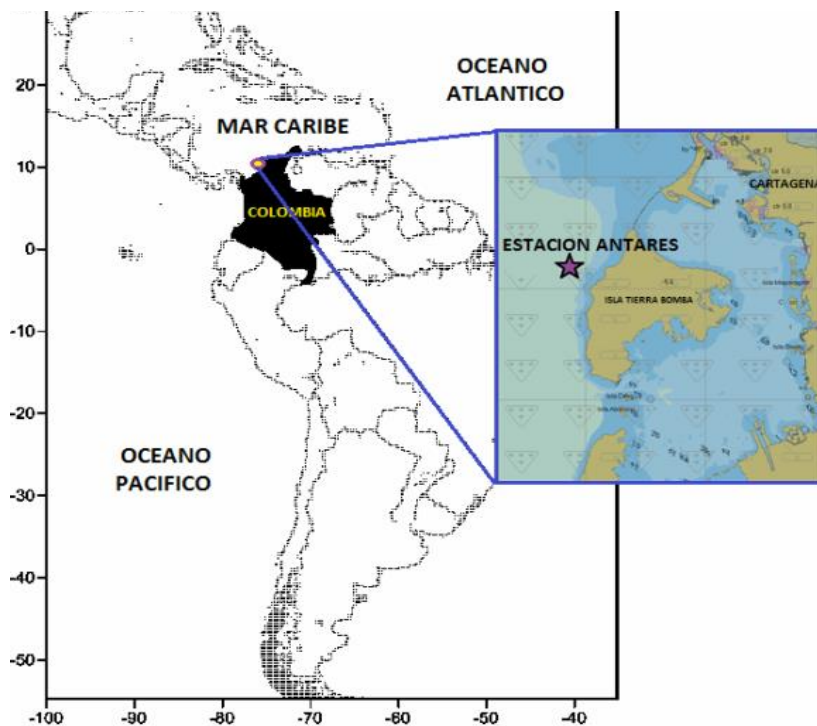 OCEANO
ATLANTICO
MAR CARIBE
COLOMBIA
CARTAGENA
ESTACION ANTARES
ISLA TIERRA BOMBA
OCEANO
PACIFICO
20
10
0
-10
-20
-30
-40
-50
-100 -90 -80 -70 -60 -50 -40